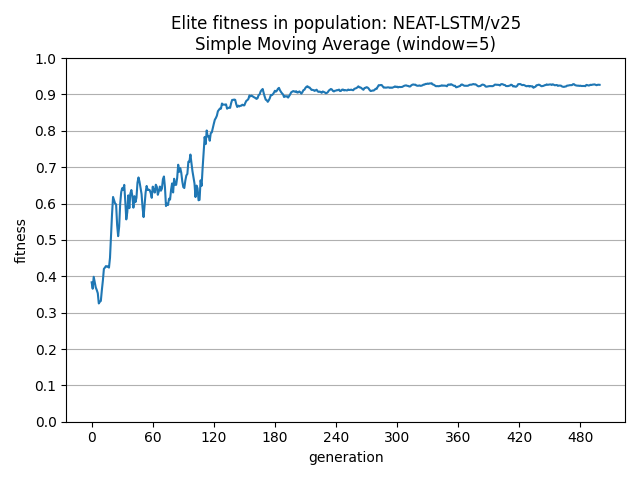 Elite fitness in population: NEAT-LSTM/v25
Simple Moving Average (window=5)
1.0
0.9
0.8
0.7
0.6
0.5
0.4
0.3
0.2
0.1
0.0
fitness
0 60 120 180 240 300 360 420 480
generation